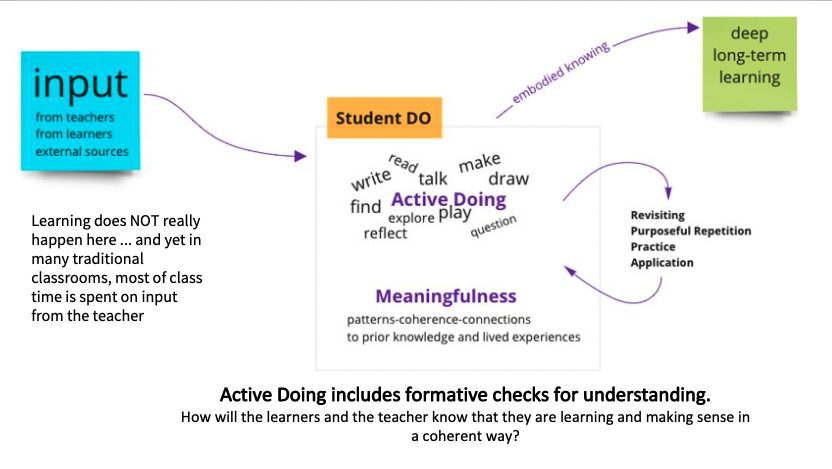 input
from teachers
from learners
external sources
Learning does NOT really
happen here ... and yet in
many traditional
classrooms, most of class
time is spent on input
from the teacher
Student DO
read
make
write
talk
draw
Active Doing
find
explore
play
question
reflect
Meaningfulness
patterns-coherence-connections
to prior knowledge and lived experiences
embodied knowing
deep
long-term
learning
Revisiting
Purposeful Repetition
Practice
Application
Active Doing includes formative checks for understanding.
How will the learners and the teacher know that they are learning and making sense in
a coherent way?